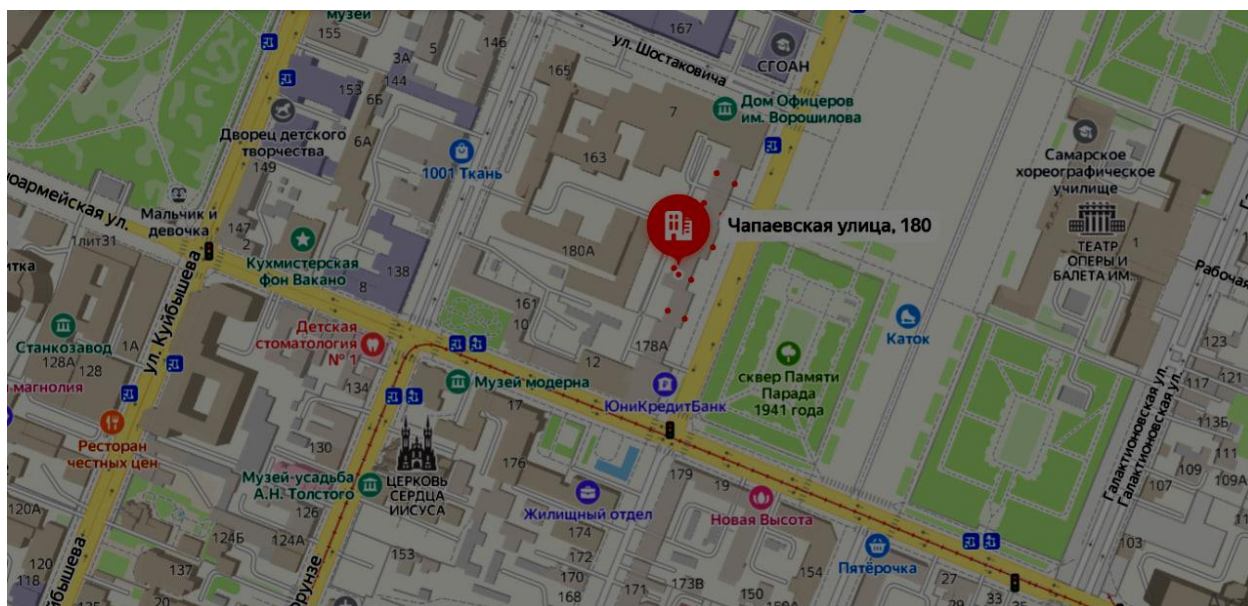 музей
155
3А
5
146
144
153
6Б
6А
Дворец детского
творчества
149
1001 Ткань
Мальчик и
девочка
147
2
Кухмистерская
фон Вакано
8
138
1лит31
ул. Куйбышева
Станкозавод
128А
128
1А
магнолия
Ресторан
честных цен
Детская
стоматология
№ 1
134
130
Музей модерна
17
Музей-усадьба
А.Н. Толстого
126
ЦЕРКОВЬ
СЕРДЦА
ИИСУСА
124Б
124А
120А
120
118
137
153
ул. Шостаковича
167
СГОАН
165
7
163
Дом Офицеров
им. Ворошилова
Чапаевская улица, 180
180А
161
10
12
178А
ЮниКредитБанк
176
Жилищный отдел
174
172
170
168
171
173В
150
154
179
19
Новая Высота
Пятёрочка
27
29
33
сквер Памяти
Парада
1941 года
Каток
Самарское
хореографическое
училище
ТЕАТР
ОПЕРЫ И
БАЛЕТА ИМ...
1
Рабочая
123
117
121
113Б
111
109
109А
107
103
Галактионовская ул.
Галактионовская ул.